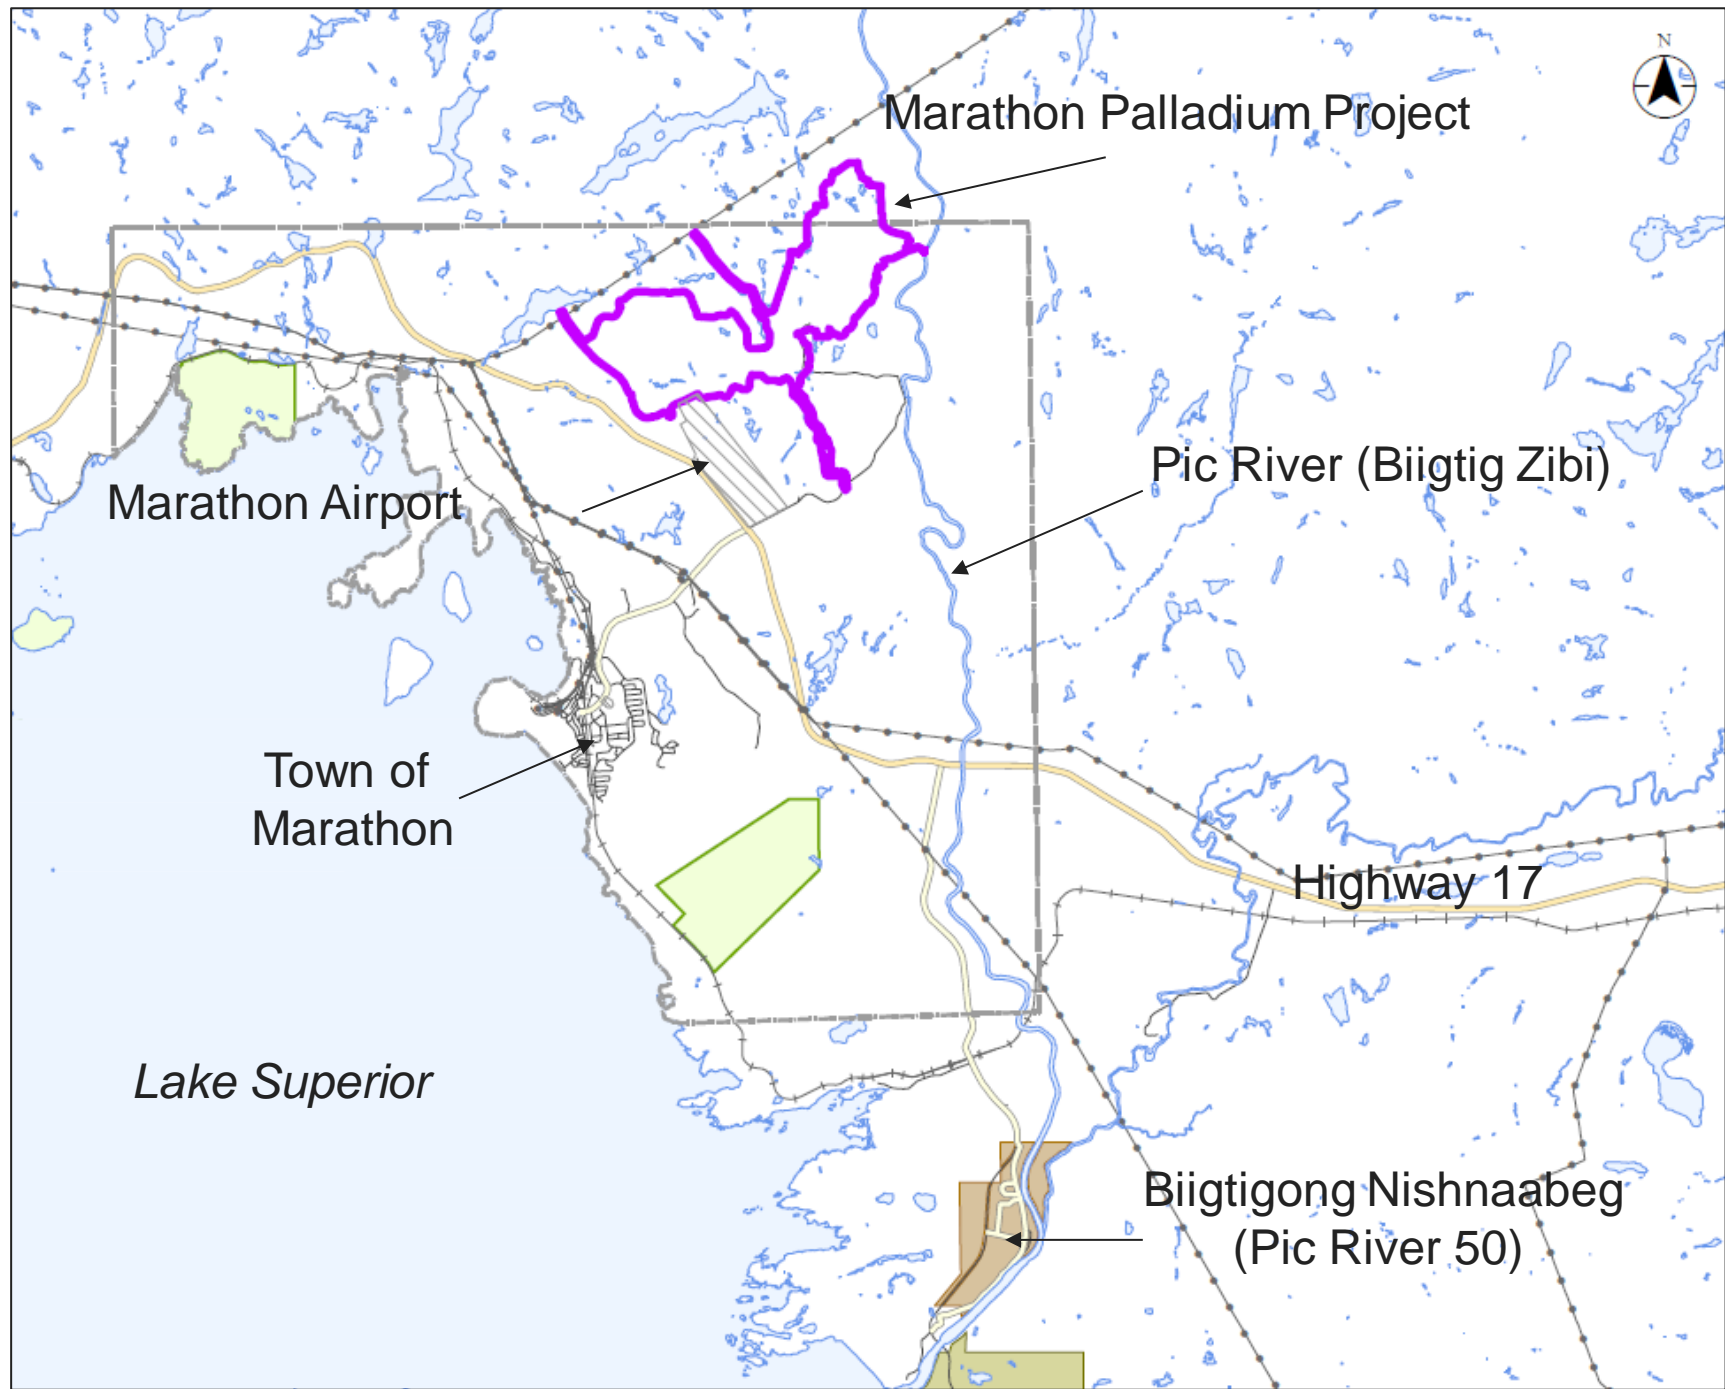 N
Marathon Palladium Project
Pic River (Biigtig Zibi)
Marathon Airport
Town of
Marathon
Highway 17
Lake Superior
Biigtigong Nishnaabeg
(Pic River 50)